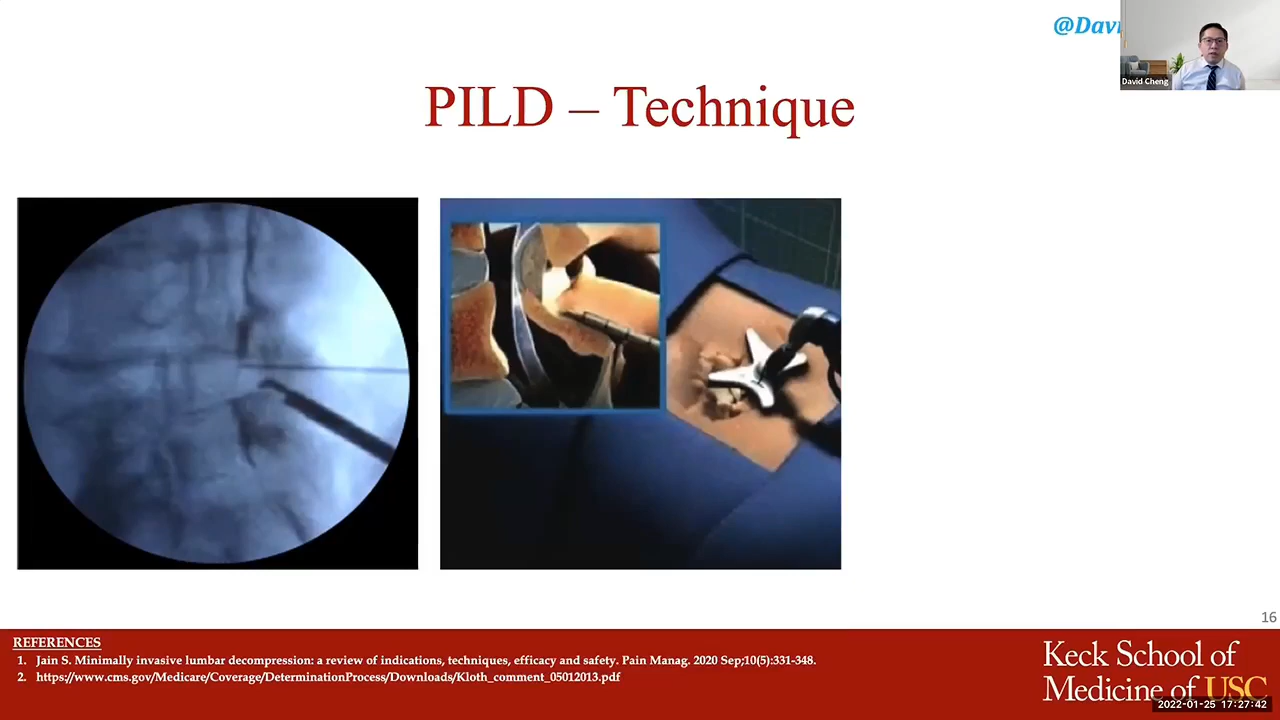 @Davi
David Cheng
PILD – Technique
16
REFERENCES
1. Jain S. Minimally invasive lumbar decompression: a review of indications, techniques, efficacy and safety. Pain Manag. 2020 Sep;10(5):331-348.
2. https://www.cms.gov/Medicare/Coverage/DeterminationProcess/Downloads/Kloth_comment_05012013.pdf
Keck School of
Medicine of USC
2022-01-25 17:27:42